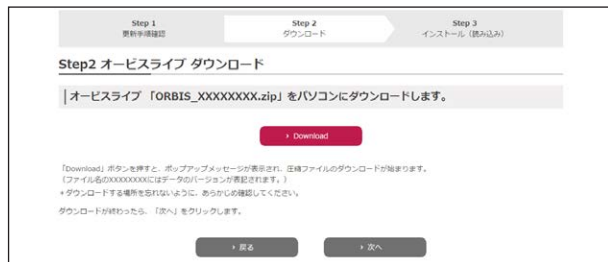 Step 1
更新手順確認
Step 2
ダウンロード
Step 3
インストール（読み込み）
Step2 オービスライブ ダウンロード
オービスライブ 「ORBIS_XXXXXXXX.zip」をパソコンにダウンロードします。
Download
「Download」ボタンを押すと、ポップアップメッセージが表示され、圧縮ファイルのダウンロードが始まります。
（ファイル名のXXXXXXXXにはデータのバージョンが表記されます。）
＊ダウンロードする場所を忘れないように、あらかじめ確認してください。
ダウンロードが終わったら、「次へ」をクリックします。
戻る
次へ